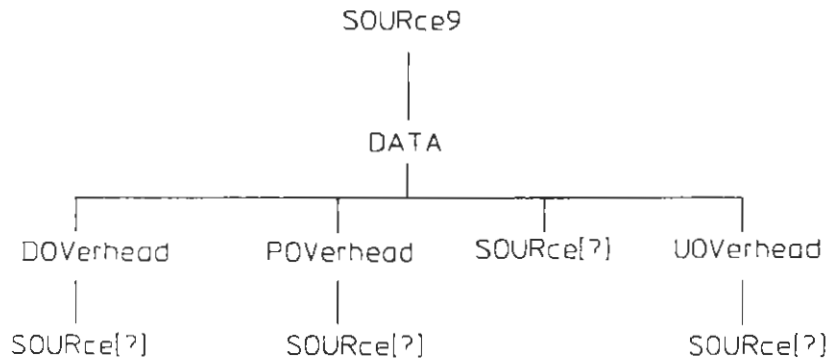 SOURce9
DATA
DOVerhead POVerhead SOURce[?] UOVerhead
SOURce[?] SOURce[?] SOURce[?]